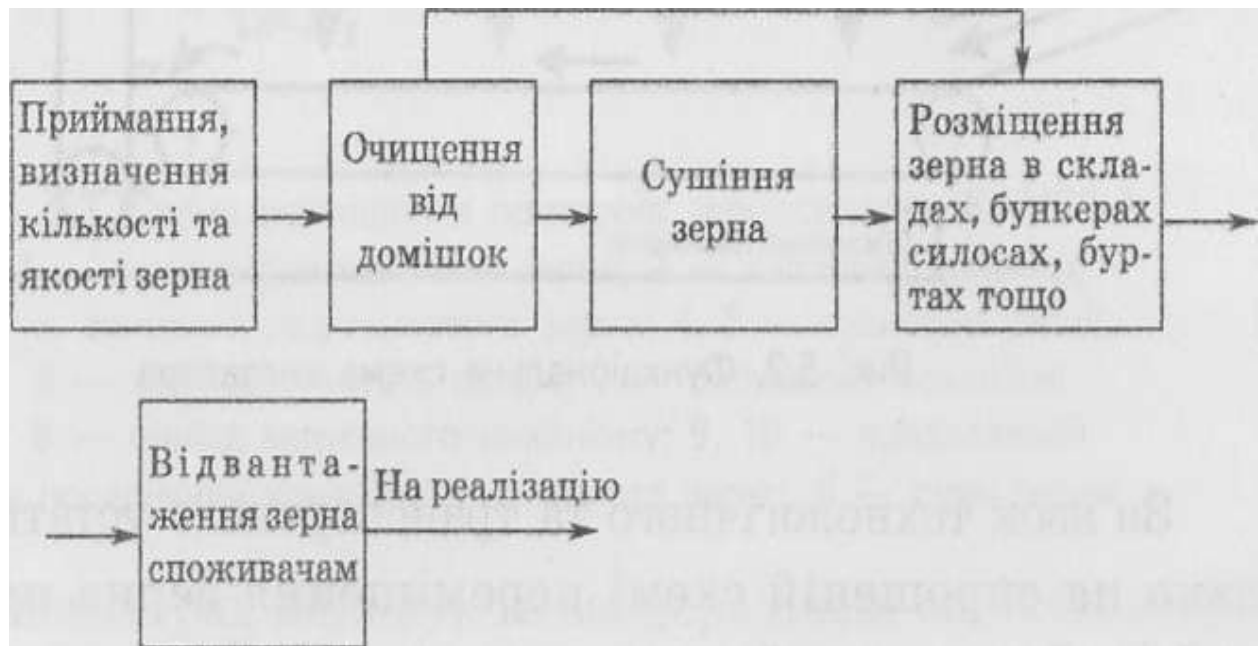 Приймання,
визначення
кількості та
якості зерна
Очищення
від
домішок
Сушіння
зерна
Розміщення
зерна в скла-
дах, бункерах
силосах, бур-
тах тощо
Відванта-
ження зерна
споживачам
На реалізацію